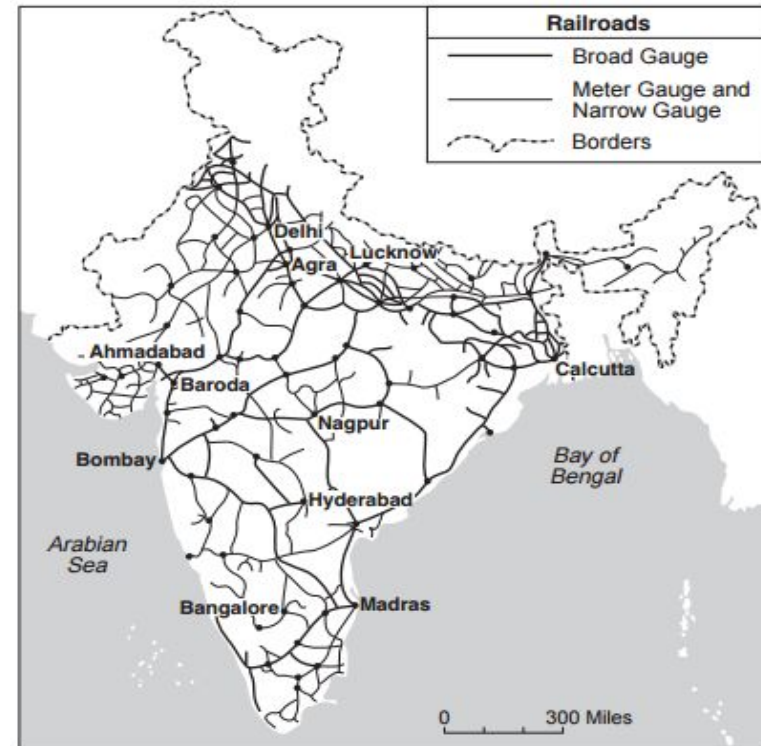 Railroads
Broad Gauge
Meter Gauge and
Narrow Gauge
Borders
Delhi
Lucknow
Agra
Ahmadabad
Baroda
Calcutta
Nagpur
Bombay
Bay of
Bengal
Hyderabad
Arabian
Sea
Bangalore
Madras
0 300 Miles